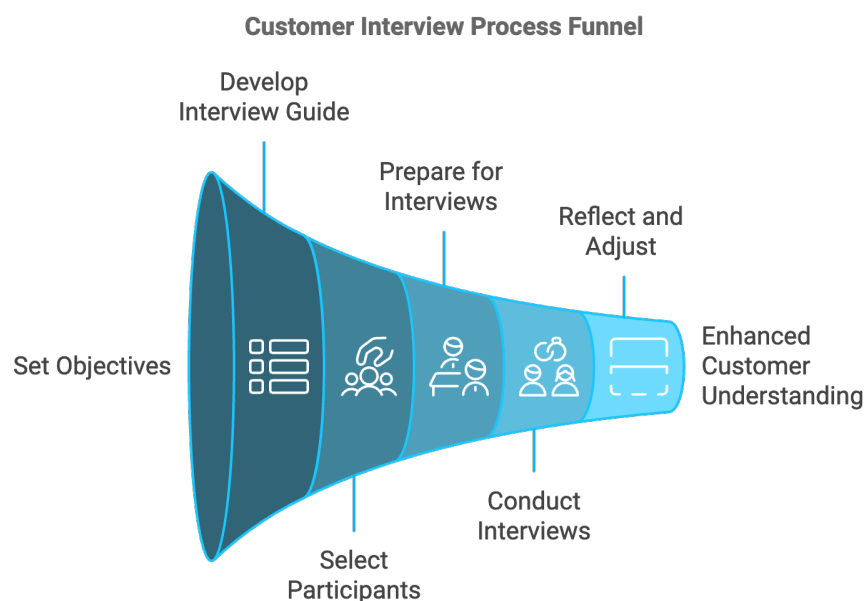 Customer Interview Process Funnel
Develop
Interview Guide
Prepare for
Interviews
Reflect and
Adjust
Set Objectives
Enhanced
Customer
Understanding
Conduct
Interviews
Select
Participants